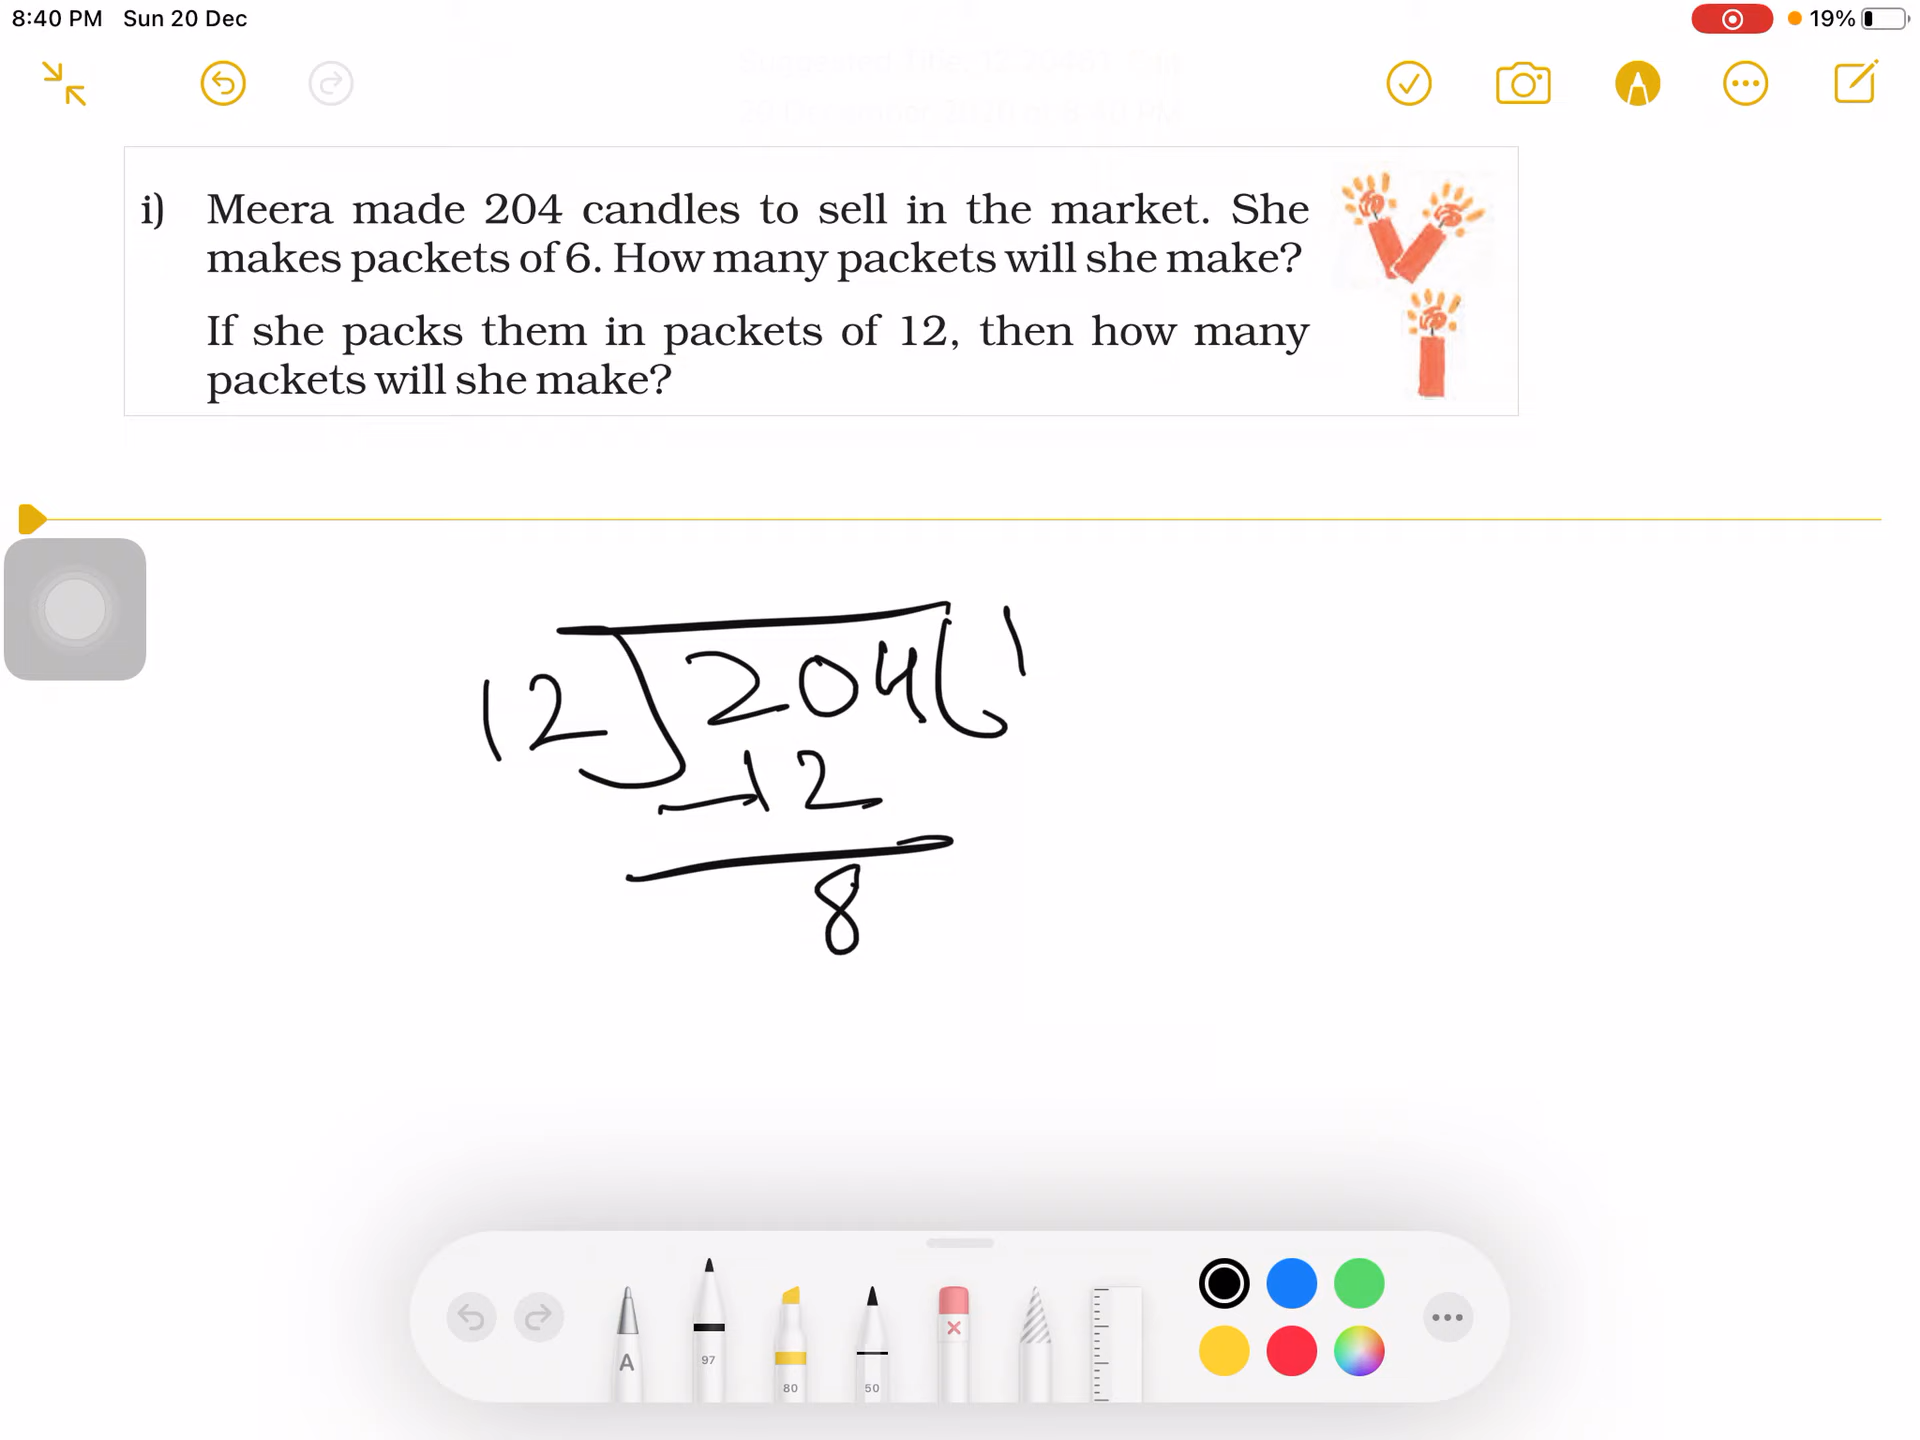 8:40 PM Sun 20 Dec
19%
i) Meera made 204 candles to sell in the market. She
makes packets of 6. How many packets will she make?
If she packs them in packets of 12, then how many
packets will she make?
12 204 1
- 12
8
A
97
80
50